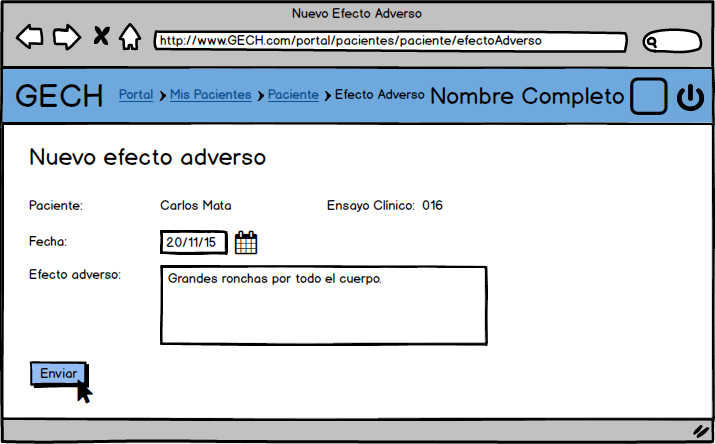 Nuevo Efecto Adverso
http://www.GECH.com/portal/pacientes/paciente/efectoAdverso
GECH Portal Mis Pacientes Paciente Efecto Adverso Nombre Completo
Nuevo efecto adverso
Paciente: Carlos Mata Ensayo Clínico: 016
Fecha: 20/11/15
Efecto adverso: Grandes ronchas por todo el cuerpo.
Enviar